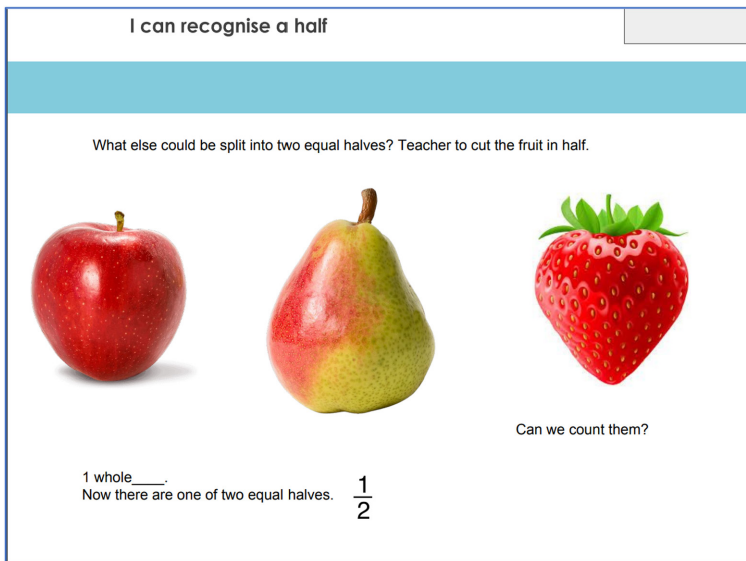 I can recognise a half
What else could be split into two equal halves? Teacher to cut the fruit in half.
Can we count them?
1 whole____.
Now there are one of two equal halves.
1
2